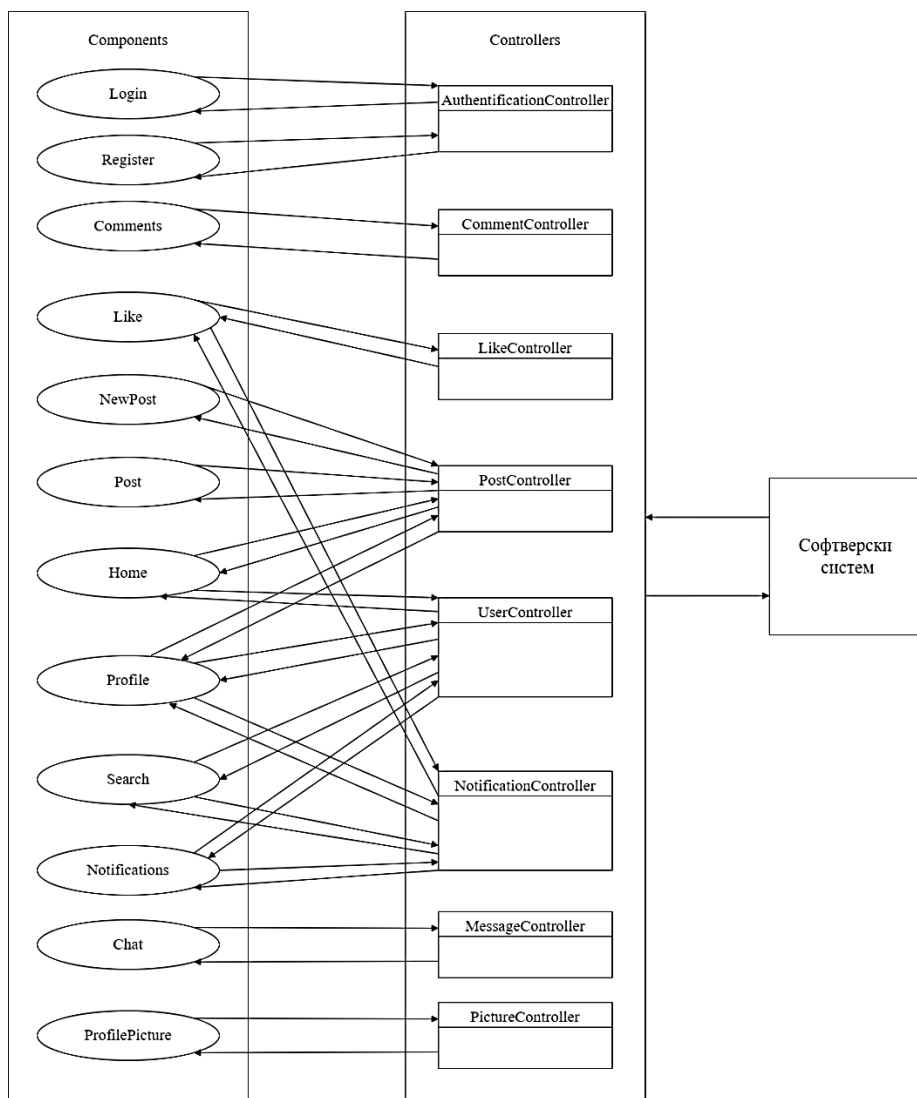 Components
Login
Register
Comments
Like
NewPost
Post
Home
Profile
Search
Notifications
Chat
ProfilePicture
Controllers
AuthentificationController
CommentController
LikeController
PostController
UserController
NotificationController
MessageController
PictureController
Софтверски
систем